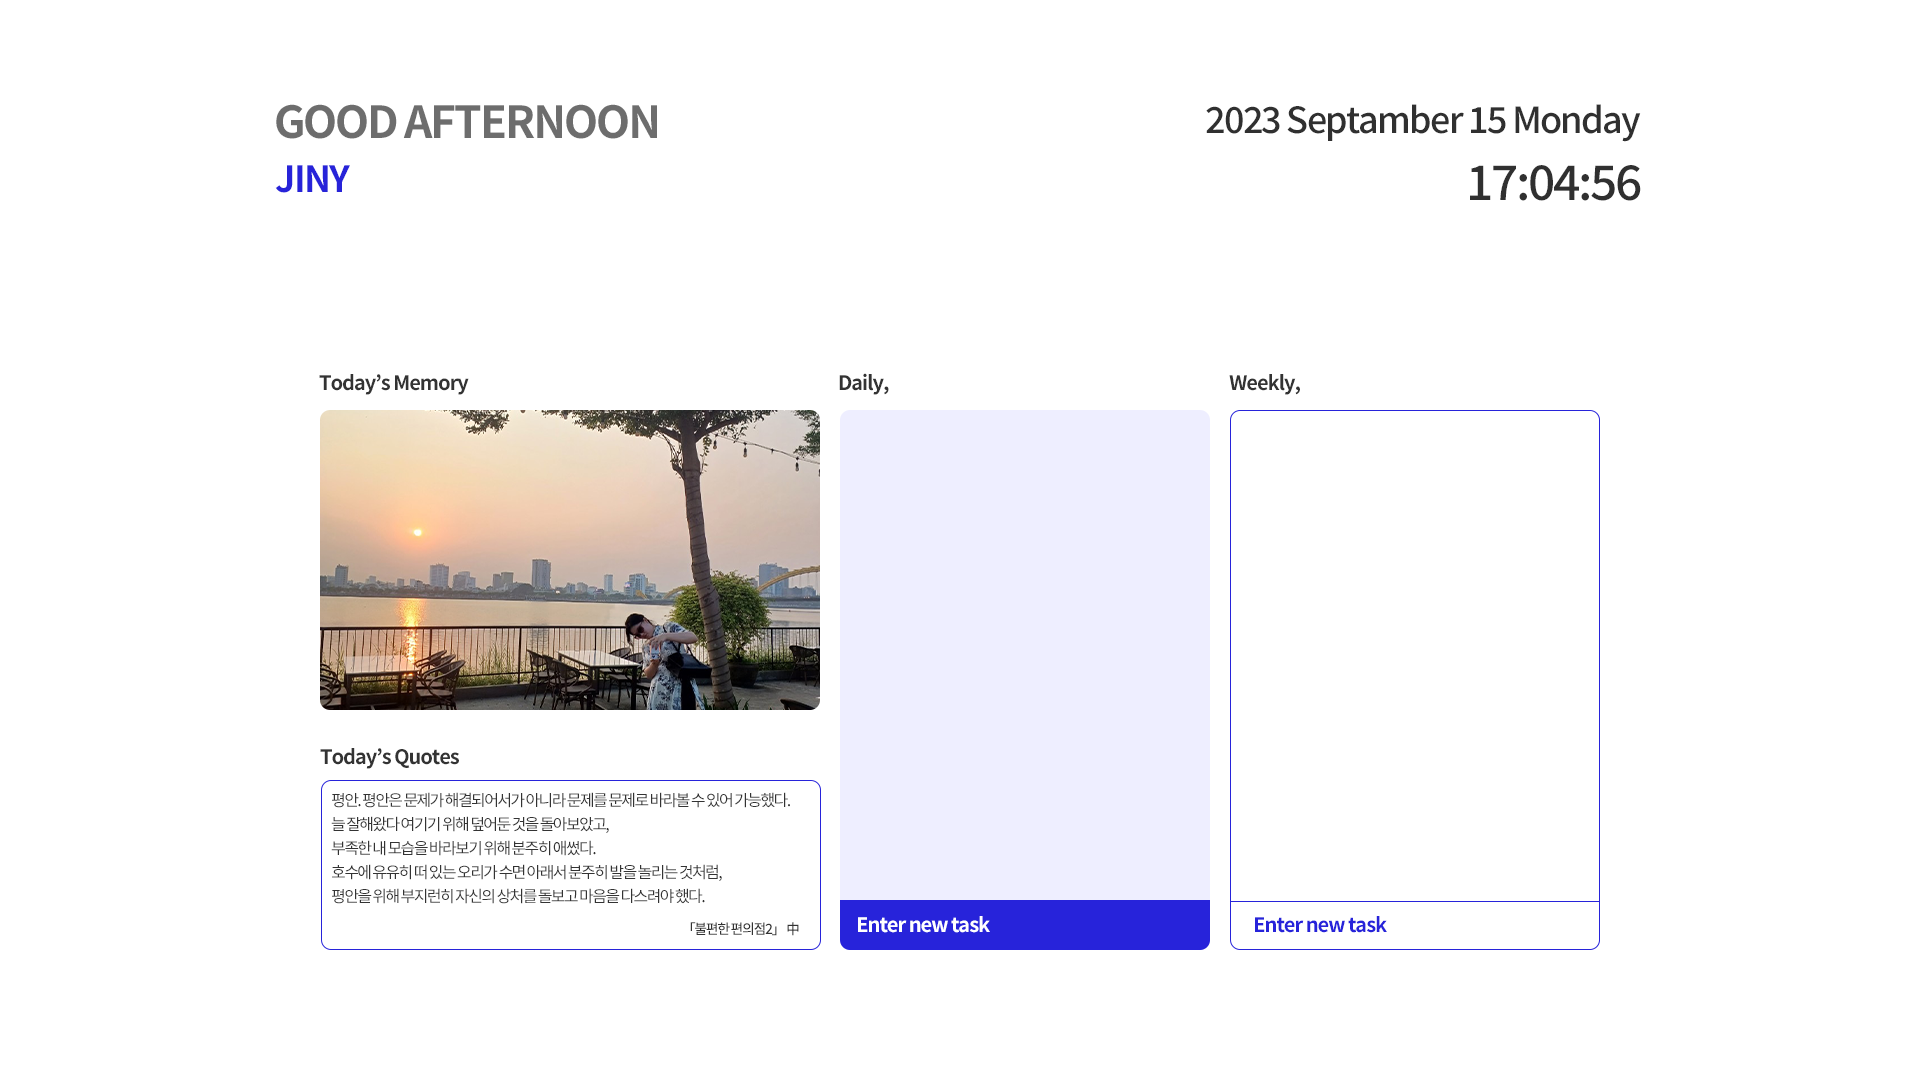 GOOD AFTERNOON
JINY
2023 Septamber 15 Monday
17:04:56
Today’s Memory
Today’s Quotes
평안. 평안은 문제가 해결되어서가 아니라 문제를 문제로 바라볼 수 있어 가능했다.
늘 잘해왔다 여기기 위해 덮어둔 것을 돌아보았고,
부족한 내 모습을 바라보기 위해 분주히 애썼다.
호수에 유유히 떠 있는 오리가 수면 아래서 분주히 발을 놀리는 것처럼,
평안을 위해 부지런히 자신의 상처를 돌보고 마음을 다스려야 했다.
「불편한 편의점2」 中
Daily,
Enter new task
Weekly,
Enter new task